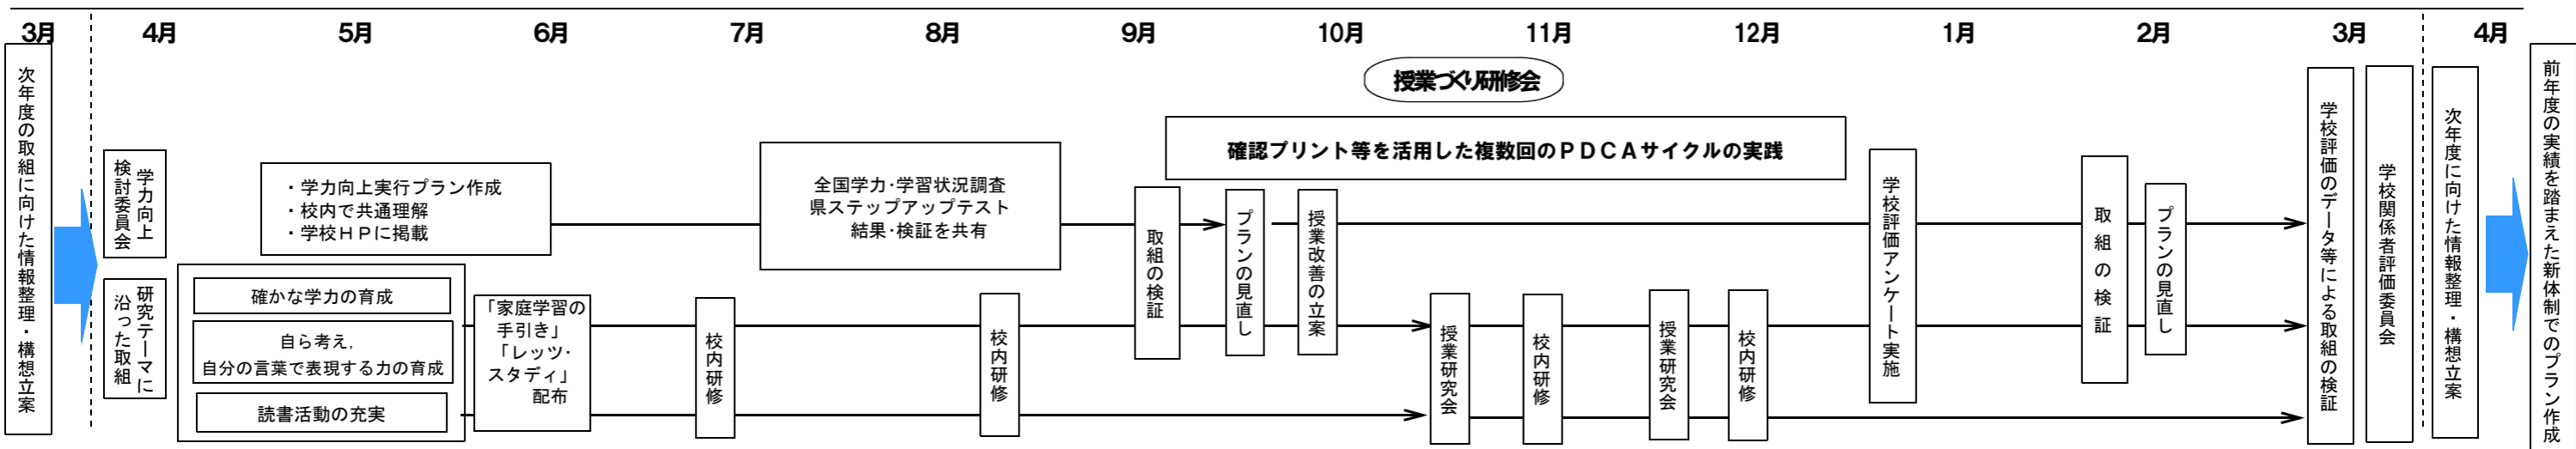 3月 4月 5月 6月 7月 8月 9月 10月 11月 12月 1月 2月 3月 4月
次年度の取組に向けた情報整理・構想立案
学力向上
検討委員会
研究テーマに
沿った取組
・学力向上実行プラン作成
・校内で共通理解
・学校HPに掲載
確かな学力の育成
自ら考え,
自分の言葉で表現する力の育成
読書活動の充実
「家庭学習の
手引き」
「レッツ・
スタディ」
配布
校内研修
全国学力・学習状況調査
県ステップアップテスト
結果・検証を共有
校内研修
取組の検証
プランの見直し
授業改善の立案
授業づくり研修会
確認プリント等を活用した複数回のPDCAサイクルの実践
授業研究会
校内研修
授業研究会
校内研修
学校評価アンケート実施
取組の検証
プランの見直し
学校評価のデータ等による取組の検証
学校関係者評価委員会
次年度に向けた情報整理・構想立案
前年度の実績を踏まえた新体制でのプラン作成